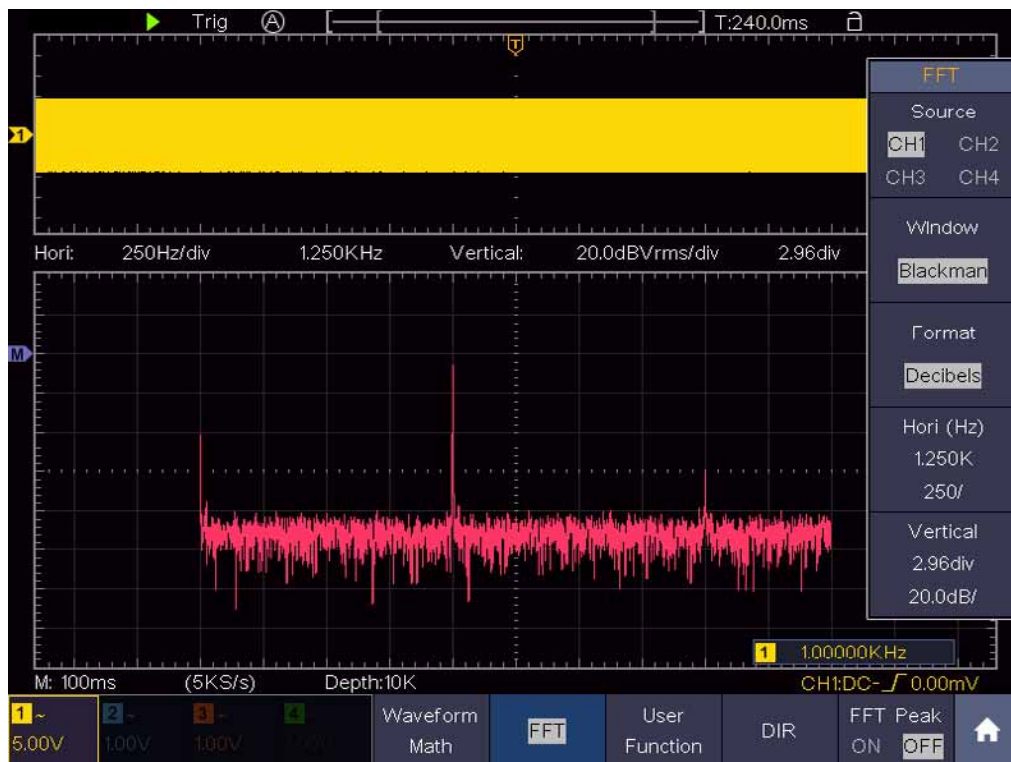 Trig A T:240.0ms
T
1
Hori: 250Hz/div 1.250KHz Vertical: 20.0dBVrms/div 2.96div
M
FFT
Source
CH1 CH2
CH3 CH4
Window
Blackman
Format
Decibels
Hori (Hz)
1.250K
250/
Vertical
2.96div
20.0dB/
1 1.00000KHz
M: 100ms (5KS/s) Depth:10K CH1:DC- 0.00mV
1 ~ 2 - 3 - 4 -
5.00V 1.00V 1.00V
Waveform Math
FFT
User Function
DIR
FFT Peak
ON OFF